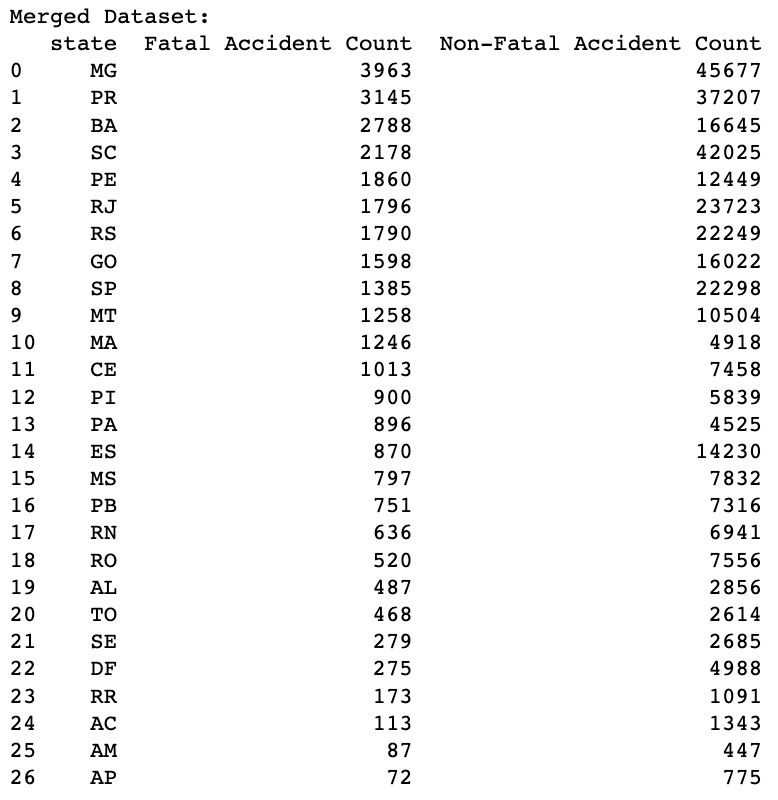 Merged Dataset:
state Fatal Accident Count Non-Fatal Accident Count
0 MG 3963 45677
1 PR 3145 37207
2 BA 2788 16645
3 SC 2178 42025
4 PE 1860 12449
5 RJ 1796 23723
6 RS 1790 22249
7 GO 1598 16022
8 SP 1385 22298
9 MT 1258 10504
10 MA 1246 4918
11 CE 1013 7458
12 PI 900 5839
13 PA 896 4525
14 ES 870 14230
15 MS 797 7832
16 PB 751 7316
17 RN 636 6941
18 RO 520 7556
19 AL 487 2856
20 TO 468 2614
21 SE 279 2685
22 DF 275 4988
23 RR 173 1091
24 AC 113 1343
25 AM 87 447
26 AP 72 775